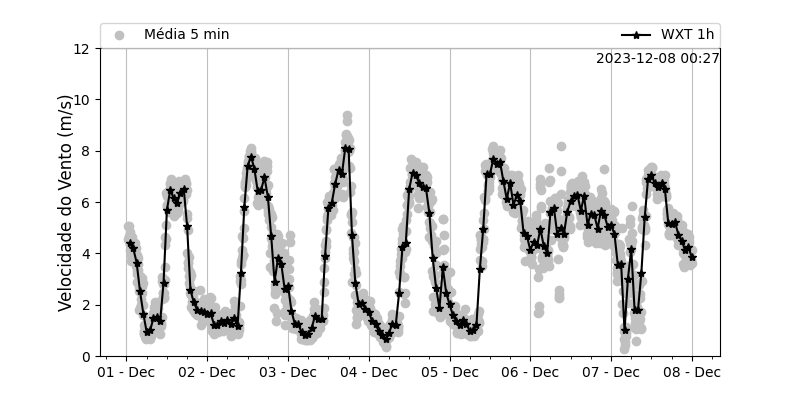 Média 5 min
WXT 1h
2023-12-08 00:27
Velocidade do Vento (m/s)
12
10
8
6
4
2
0
01 - Dec
02 - Dec
03 - Dec
04 - Dec
05 - Dec
06 - Dec
07 - Dec
08 - Dec